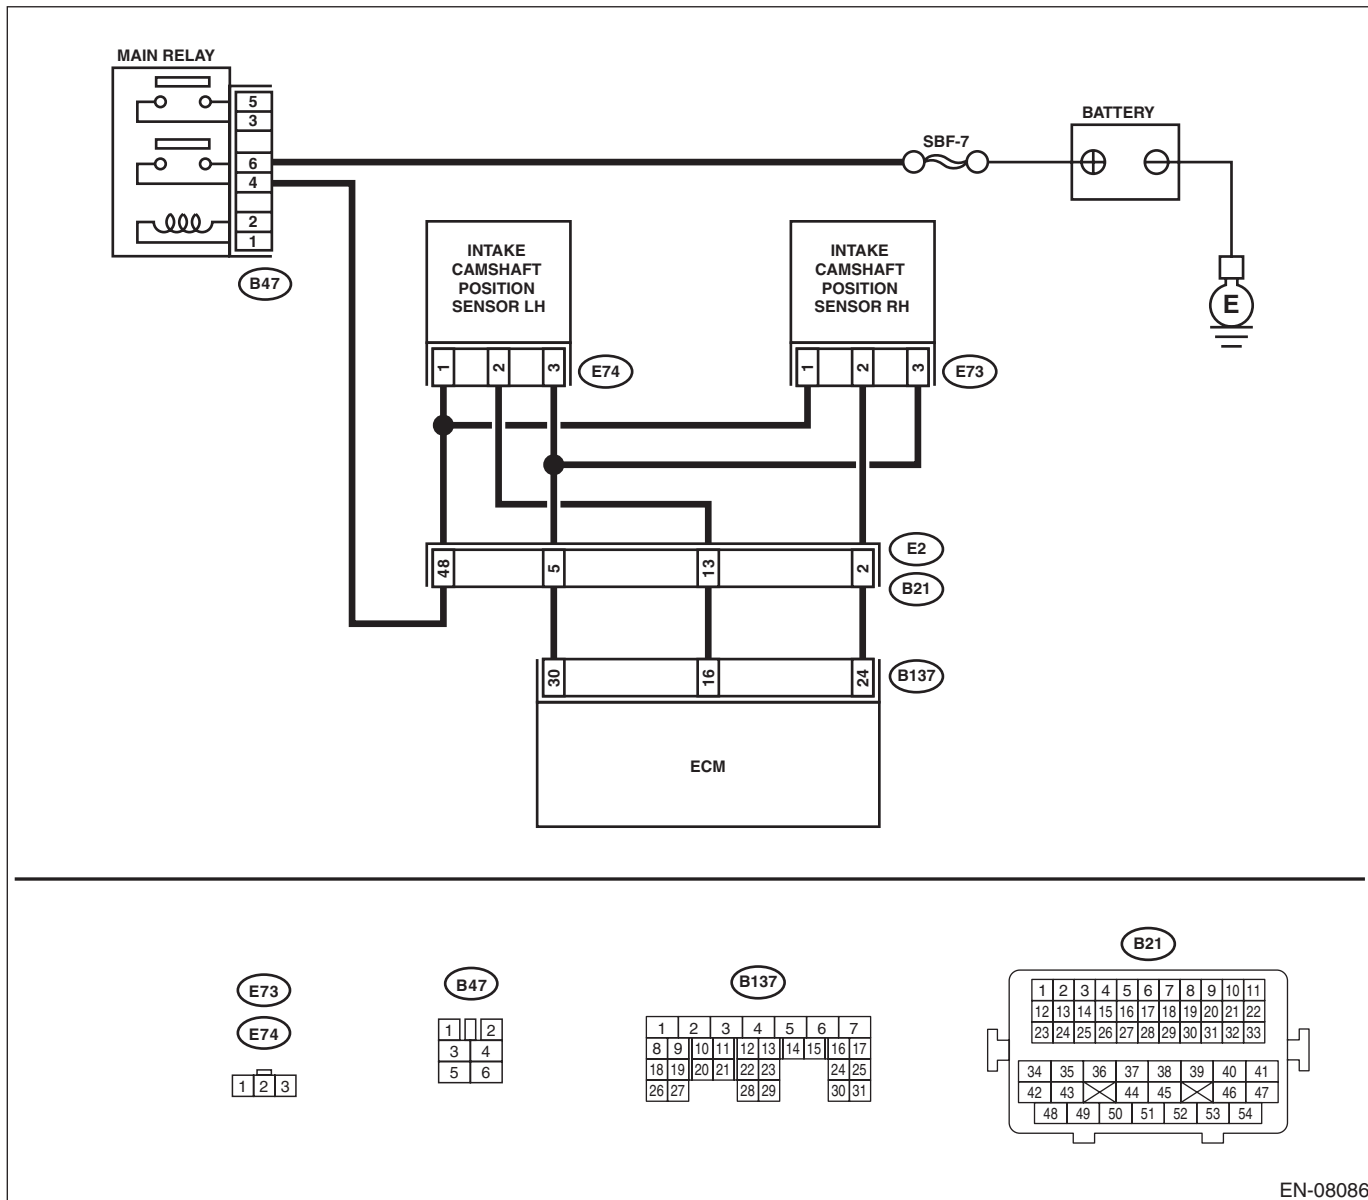 MAIN RELAY
5
3
6
4
2
1
B47
SBF-7
BATTERY
E
INTAKE
CAMSHAFT
POSITION
SENSOR LH
1 2 3
E74
INTAKE
CAMSHAFT
POSITION
SENSOR RH
1 2 3
E73
48 5 13 2
E2
B21
30 16 24
B137
ECM
E73
E74
1 2 3
B47
1 2
3 4
5 6
B137
1 2 3 4 5 6 7
8 9 10 11 12 13 14 15 16 17
18 19 20 21 22 23 24 25
26 27 28 29 30 31
B21
1 2 3 4 5 6 7 8 9 10 11
12 13 14 15 16 17 18 19 20 21 22
23 24 25 26 27 28 29 30 31 32 33
34 35 36 37 38 39 40 41
42 43 44 45 46 47
48 49 50 51 52 53 54
EN-08086